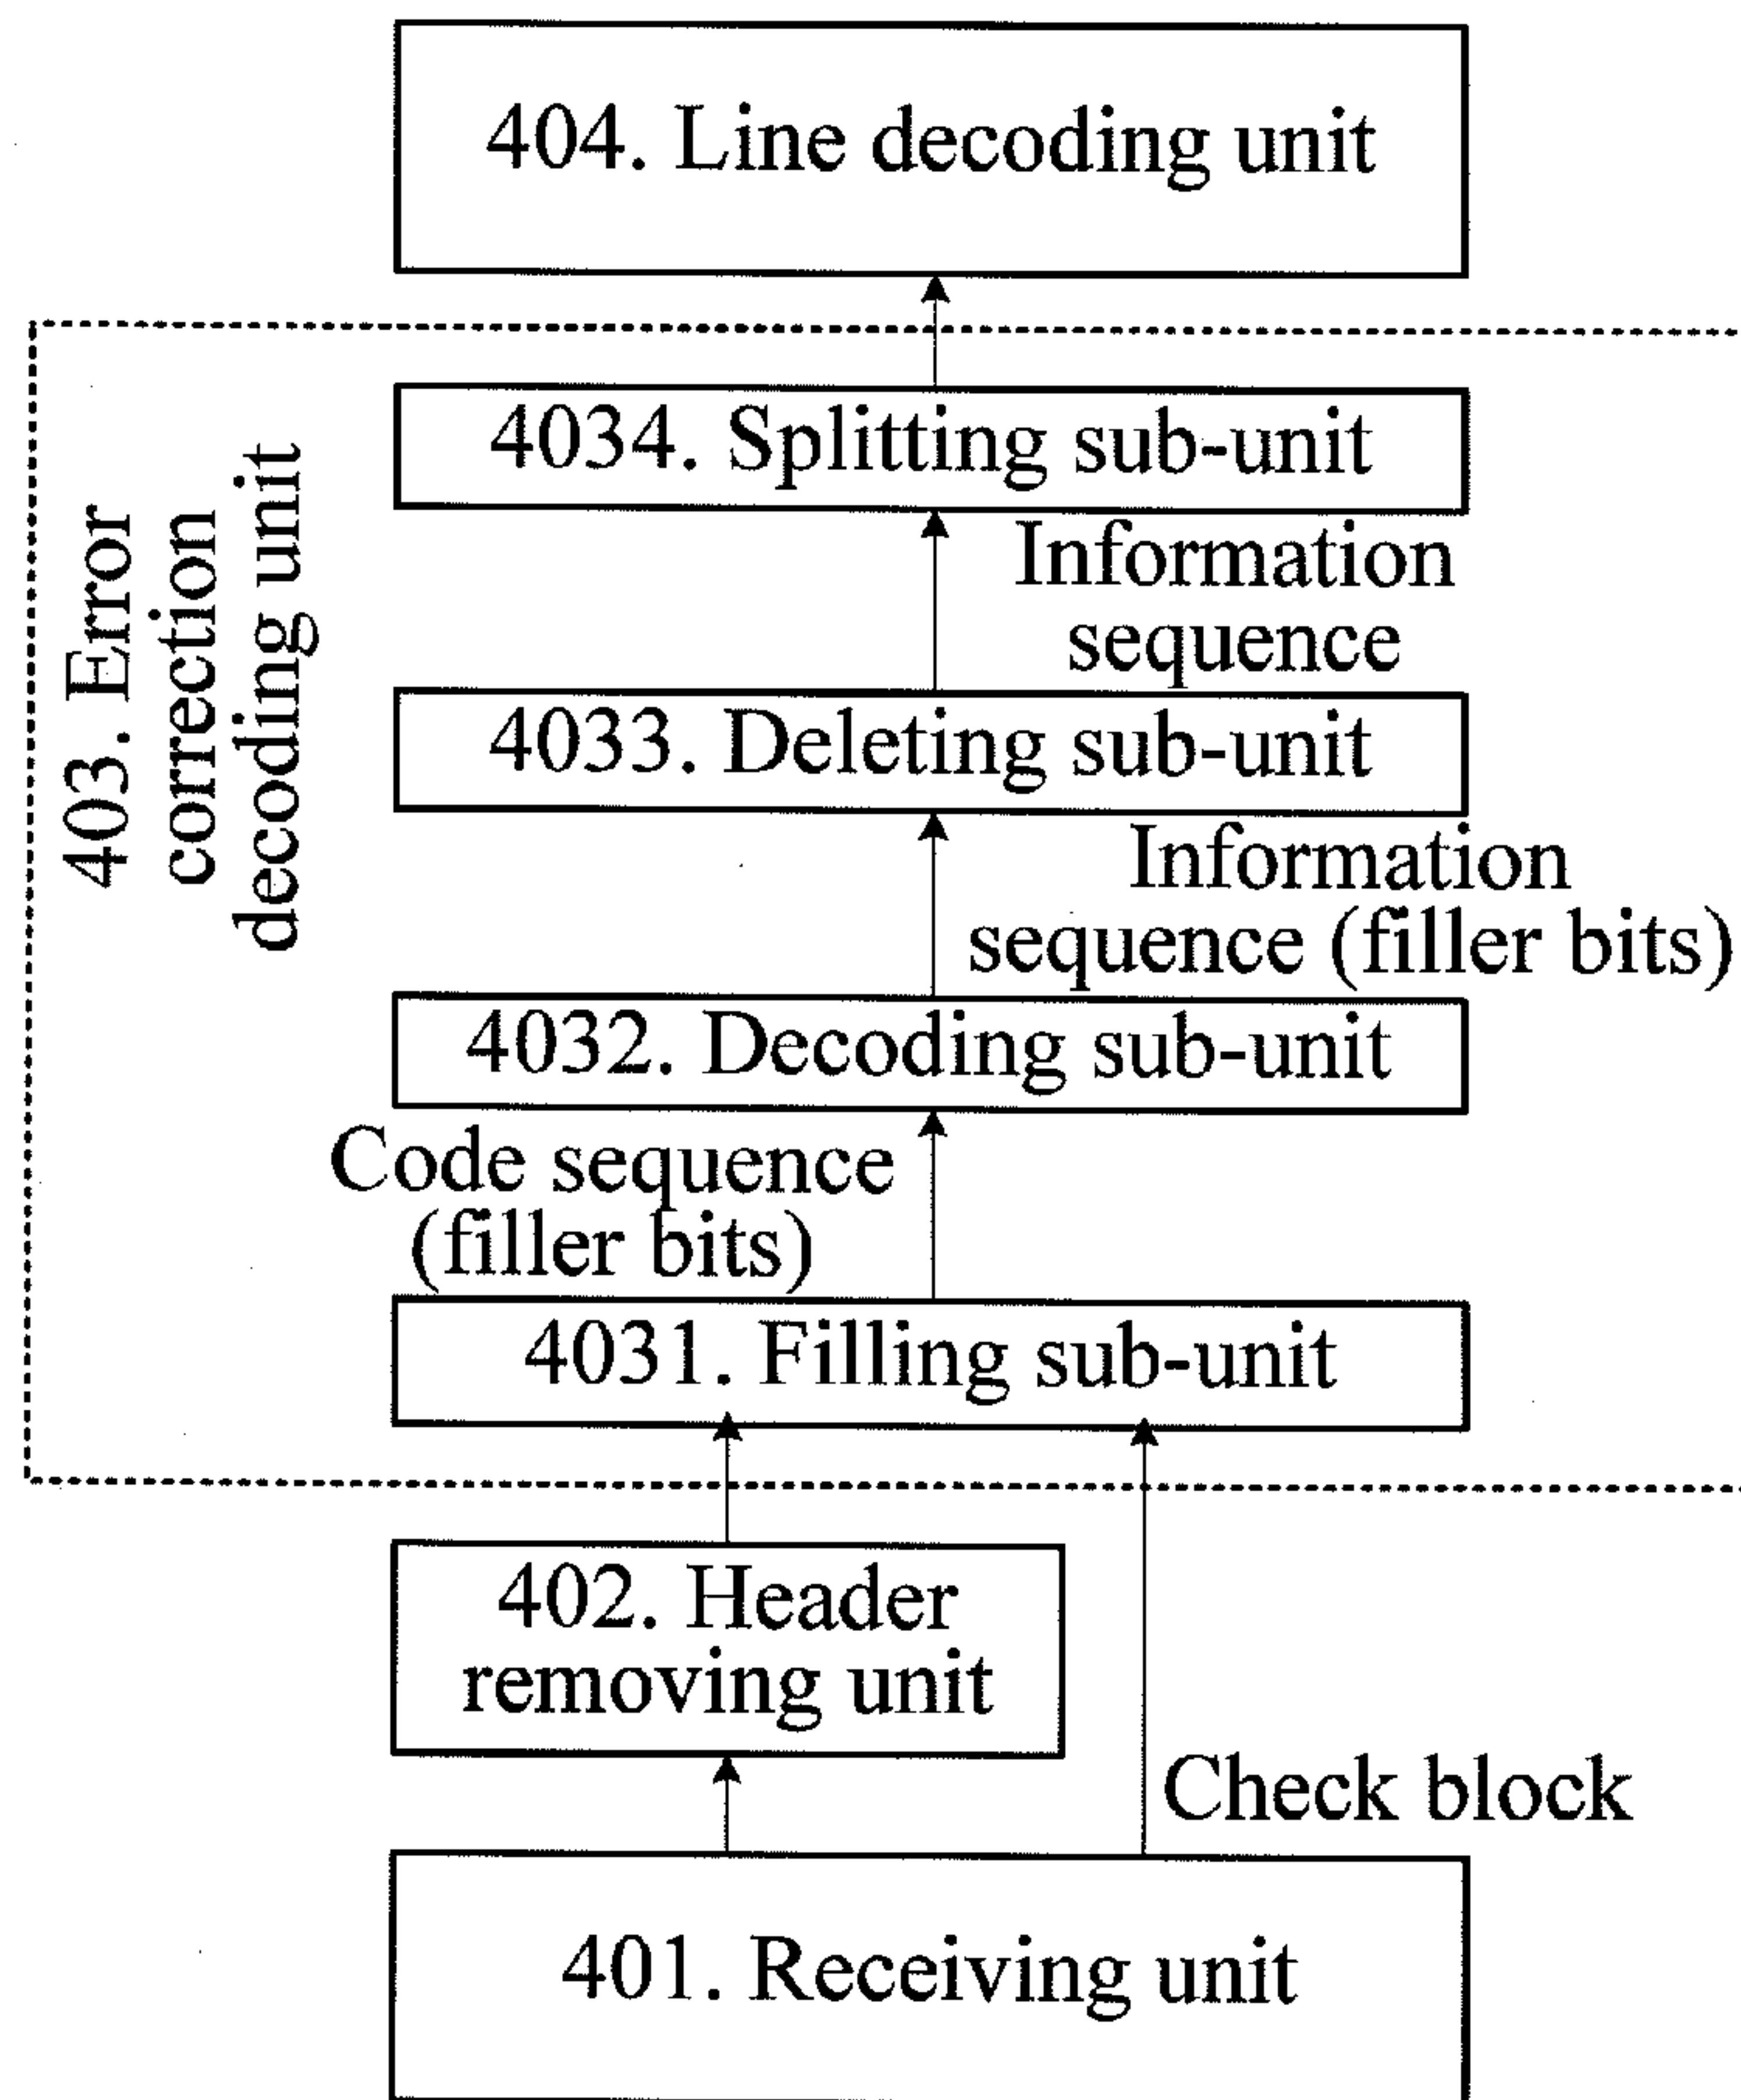 404. Line decoding unit
403. Error
correction
decoding unit
4034. Splitting sub-unit
Information
sequence
4033. Deleting sub-unit
Information
sequence (filler bits)
4032. Decoding sub-unit
Code sequence
(filler bits)
4031. Filling sub-unit
402. Header
removing unit
Check block
401. Receiving unit